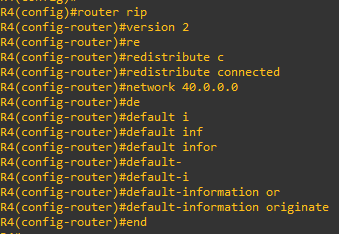 R4(config)#
R4(config)#router rip
R4(config-router)#version 2
R4(config-router)#re
R4(config-router)#redistribute c
R4(config-router)#redistribute connected
R4(config-router)#network 40.0.0.0
R4(config-router)#de
R4(config-router)#default i
R4(config-router)#default inf
R4(config-router)#default infor
R4(config-router)#default-
R4(config-router)#default-i
R4(config-router)#default-information or
R4(config-router)#default-information originate
R4(config-router)#end